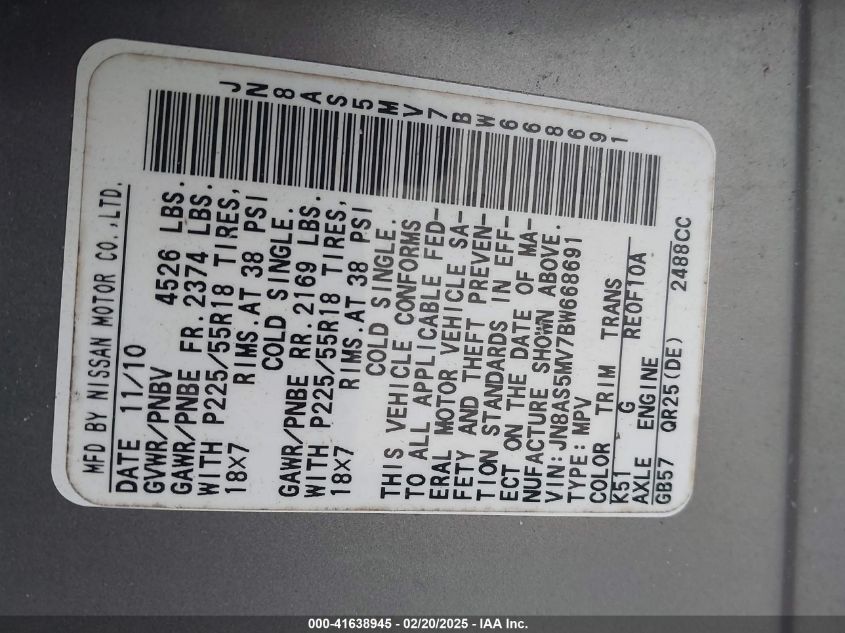 JN8AS5MV7BW668691
MFD BY NISSAN MOTOR CO.,LTD.
DATE 11/10
GVWR/PNBV 4526 LBS.
GAWR/PNBE FR.2374 LBS.
WITH P225/55R18 TIRES,
18X7 RIMS.AT 38 PSI
COLD SINGLE.
GAWR/PNBE RR.2169 LBS.
WITH P225/55R18 TIRES,
18X7 RIMS.AT 38 PSI
COLD SINGLE.
THIS VEHICLE CONFORMS
TO ALL APPLICABLE FED-
ERAL MOTOR VEHICLE SA-
FETY AND THEFT PREVEN-
TION STANDARDS IN EFF-
ECT ON THE DATE OF MA-
NUFACTURE SHOWN ABOVE.
VIN:JN8AS5MV7BW668691
TYPE:MPV
COLOR TRIM TRANS
K51 G RE0F10A
AXLE ENGINE
GB57 QR25(DE) 2488CC
000-41638945 - 02/20/2025 - IAA Inc.